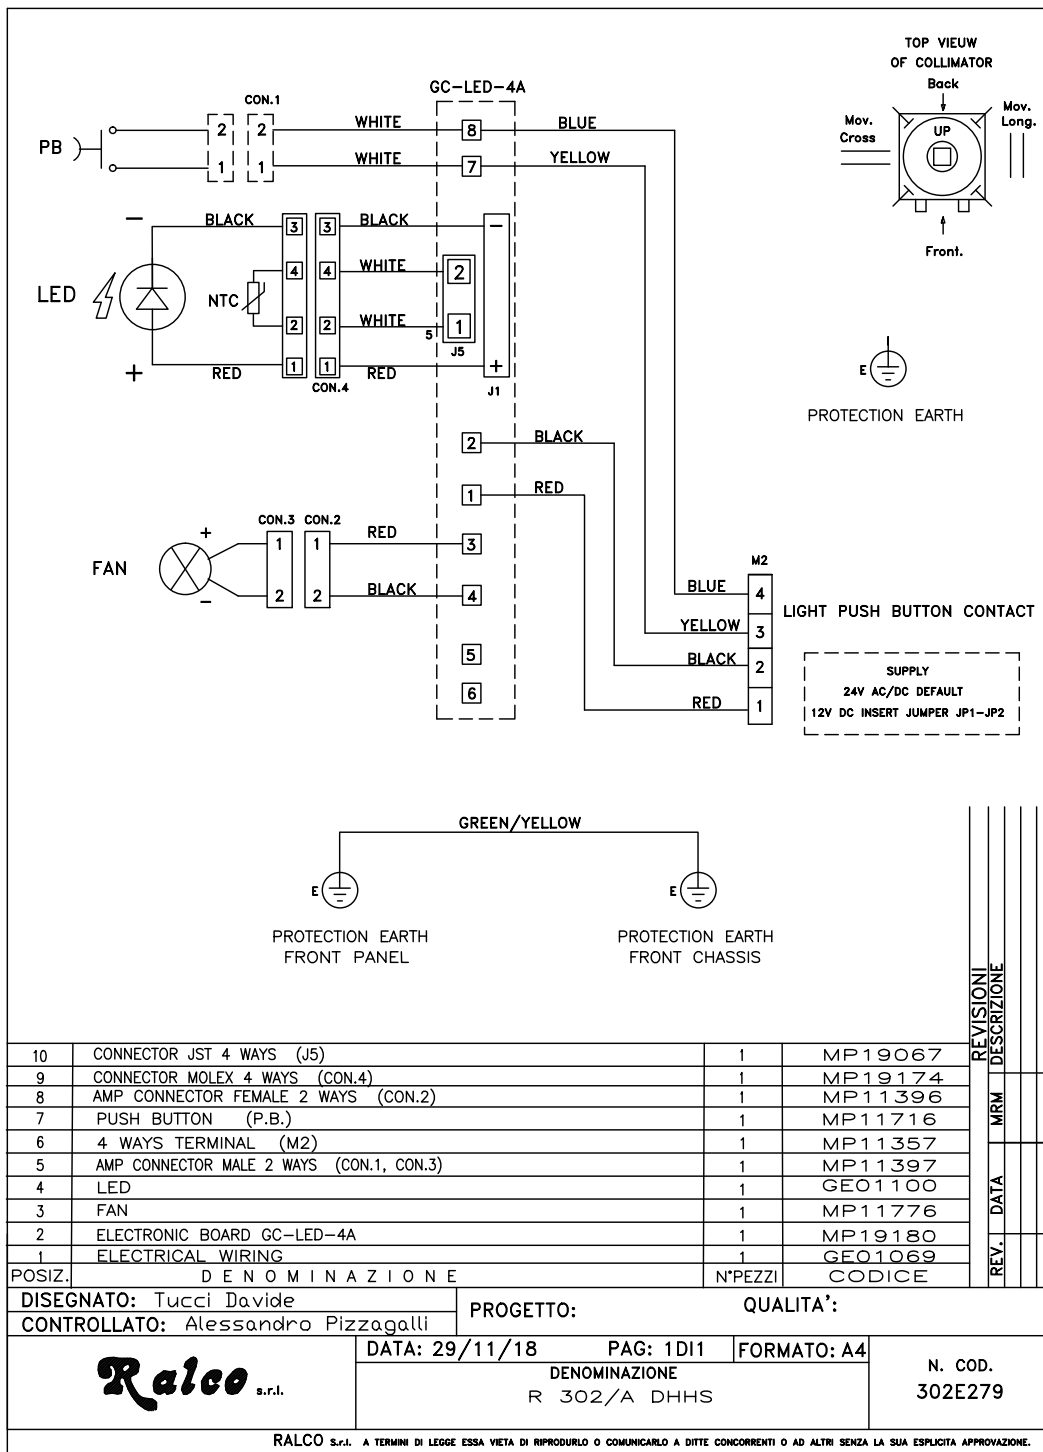 TOP VIEUW
OF COLLIMATOR
Back
Mov.
Cross
UP
Mov.
Long.
Front.
GC-LED-4A
CON.1
PB
2
1
2
1
WHITE
WHITE
8
7
BLUE
YELLOW
LED
−
+
BLACK
NTC
RED
3
4
2
1
3
4
2
1
CON.4
BLACK
WHITE
WHITE
RED
2
1
5
J5
−
+
J1
E
PROTECTION EARTH
2
BLACK
1
RED
FAN
+
−
CON.3
CON.2
1
2
1
2
RED
BLACK
3
4
5
6
M2
BLUE
4
YELLOW
3
BLACK
2
RED
1
LIGHT PUSH BUTTON CONTACT
SUPPLY
24V AC/DC DEFAULT
12V DC INSERT JUMPER JP1-JP2
GREEN/YELLOW
E
PROTECTION EARTH
FRONT PANEL
E
PROTECTION EARTH
FRONT CHASSIS
REVISIONI
DESCRIZIONE
MRM
DATA
REV.
10 CONNECTOR JST 4 WAYS (J5) 1 MP19067
9 CONNECTOR MOLEX 4 WAYS (CON.4) 1 MP19174
8 AMP CONNECTOR FEMALE 2 WAYS (CON.2) 1 MP11396
7 PUSH BUTTON (P.B.) 1 MP11716
6 4 WAYS TERMINAL (M2) 1 MP11357
5 AMP CONNECTOR MALE 2 WAYS (CON.1, CON.3) 1 MP11397
4 LED 1 GE01100
3 FAN 1 MP11776
2 ELECTRONIC BOARD GC-LED-4A 1 MP19180
1 ELECTRICAL WIRING 1 GE01069
POSIZ. DENOMINAZIONE N°PEZZI CODICE
DISEGNATO: Tucci Davide
CONTROLLATO: Alessandro Pizzagalli
PROGETTO:
QUALITA':
Ralco s.r.l.
DATA: 29/11/18 PAG: 1DI1 FORMATO: A4
DENOMINAZIONE
R 302/A DHHS
N. COD.
302E279
RALCO S.r.l. A TERMINI DI LEGGE ESSA VIETA DI RIPRODURLO O COMUNICARLO A DITTE CONCORRENTI O AD ALTRI SENZA LA SUA ESPLICITA APPROVAZIONE.